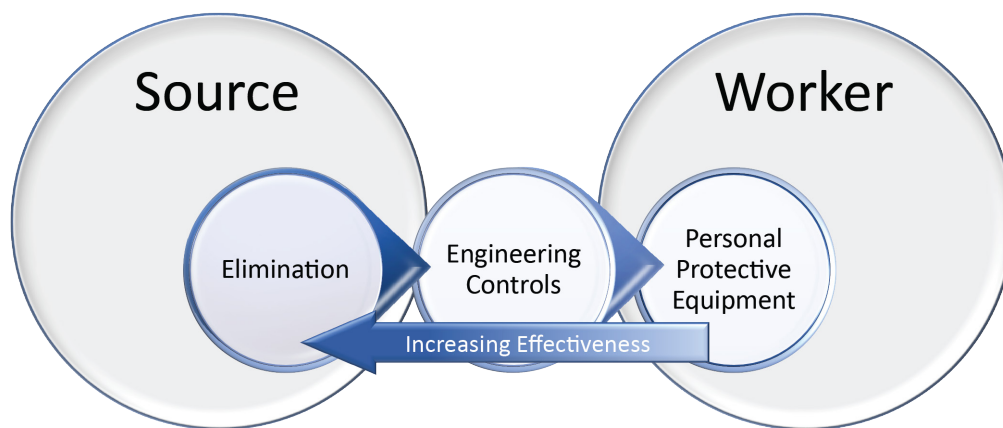 Source
Worker
Elimination
Engineering
Controls
Personal
Protective
Equipment
Increasing Effectiveness